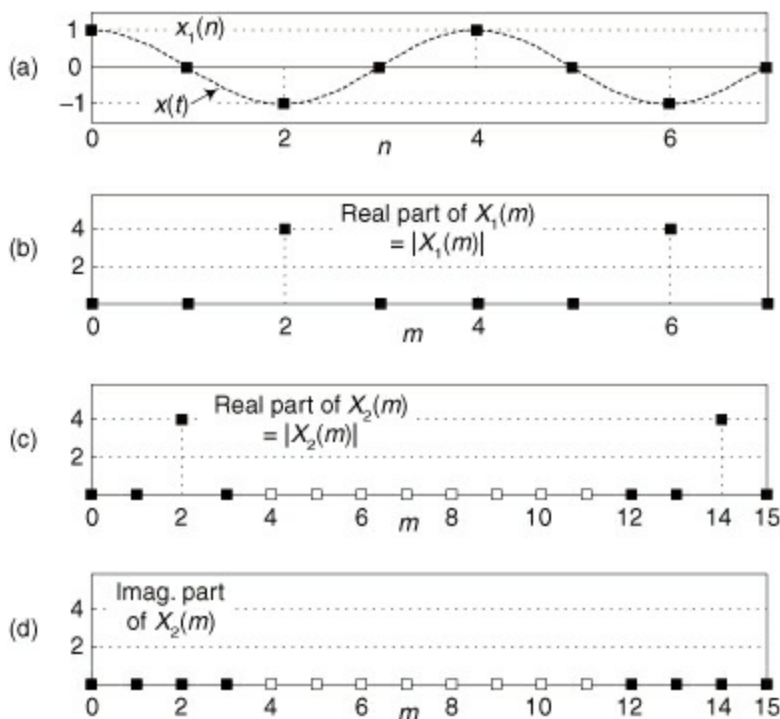 1
x₁(n)
(a)
0
−1
x(t)
0 2 4 6
n
(b)
4
Real part of X₁(m)
= |X₁(m)|
2
0 2 4 6
m
(c)
4
Real part of X₂(m)
= |X₂(m)|
2
0 2 4 6 8 10 12 14 15
m
(d)
Imag. part
4
of X₂(m)
2
0 2 4 6 8 10 12 14 15
m